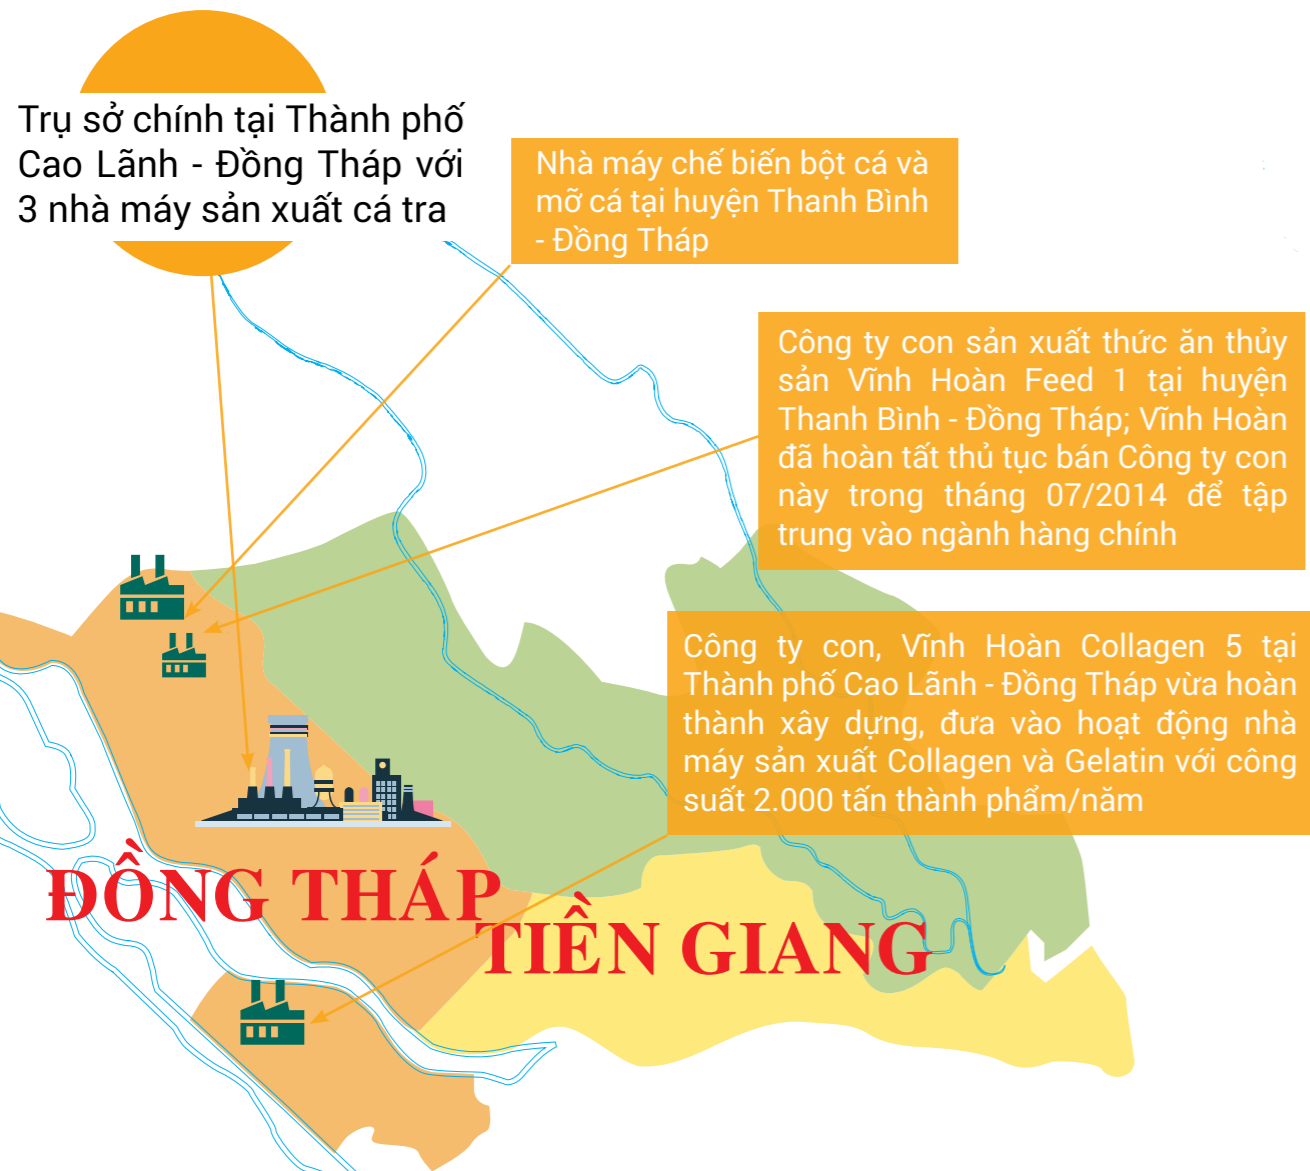 Trụ sở chính tại Thành phố
Cao Lãnh - Đồng Tháp với
3 nhà máy sản xuất cá tra
Nhà máy chế biến bột cá và
mỡ cá tại huyện Thanh Bình
- Đồng Tháp
Công ty con sản xuất thức ăn thủy
sản Vĩnh Hoàn Feed 1 tại huyện
Thanh Bình - Đồng Tháp; Vĩnh Hoàn
đã hoàn tất thủ tục bán Công ty con
này trong tháng 07/2014 để tập
trung vào ngành hàng chính
Công ty con, Vĩnh Hoàn Collagen 5 tại
Thành phố Cao Lãnh - Đồng Tháp vừa hoàn
thành xây dựng, đưa vào hoạt động nhà
máy sản xuất Collagen và Gelatin với công
suất 2.000 tấn thành phẩm/năm
ĐỒNG THÁP
TIỀN GIANG